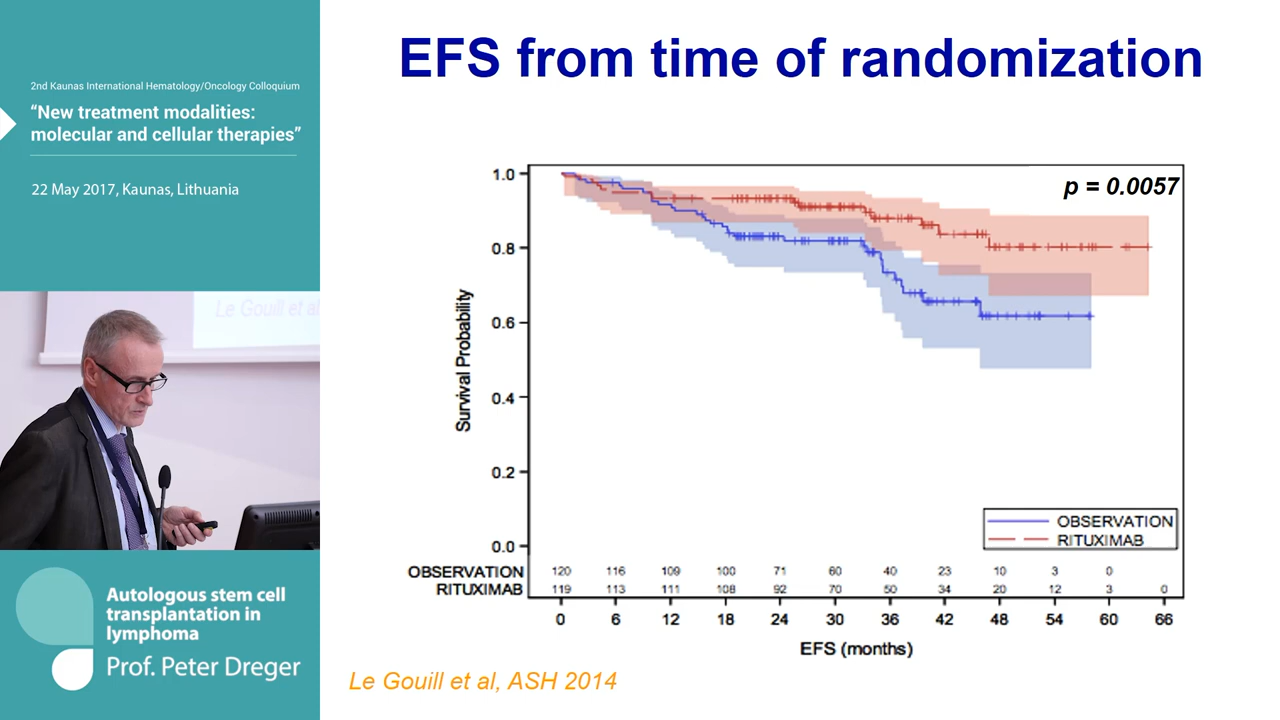 2nd Kaunas International Hematology/Oncology Colloquium
“New treatment modalities:
molecular and cellular therapies”
22 May 2017, Kaunas, Lithuania
Le Gouill et al
Autologous stem cell
transplantation in
lymphoma
Prof. Peter Dreger
EFS from time of randomization
p = 0.0057
1.0
0.8
0.6
0.4
0.2
0.0
Survival Probability
OBSERVATION
RITUXIMAB
OBSERVATION 120 116 109 100 71 60 40 23 10 3 0
RITUXIMAB 119 113 111 108 92 70 50 34 20 12 3 0
0 6 12 18 24 30 36 42 48 54 60 66
EFS (months)
Le Gouill et al, ASH 2014